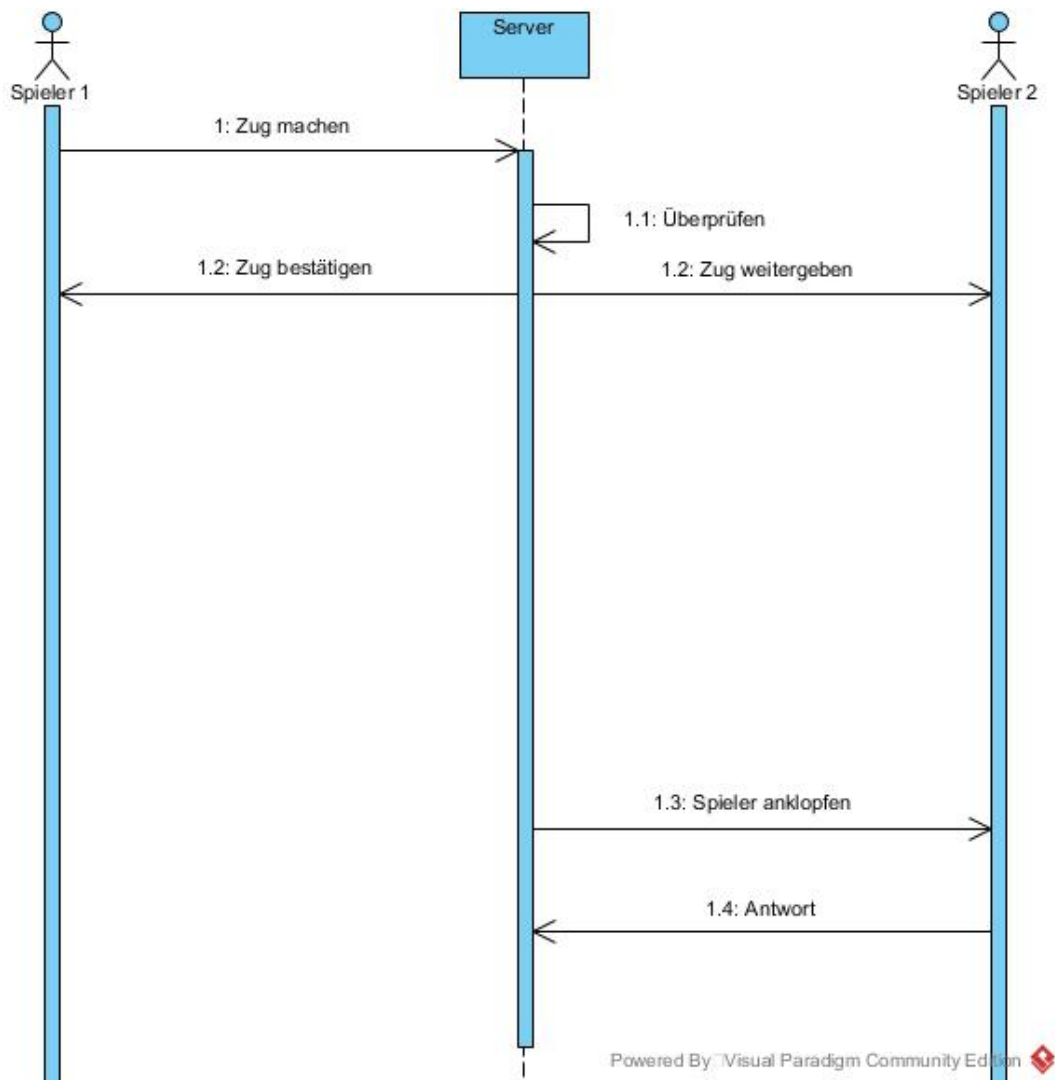 Server
Spieler 1
Spieler 2
1: Zug machen
1.1: Überprüfen
1.2: Zug bestätigen
1.2: Zug weitergeben
1.3: Spieler anklopfen
1.4: Antwort
Powered By Visual Paradigm Community Edition